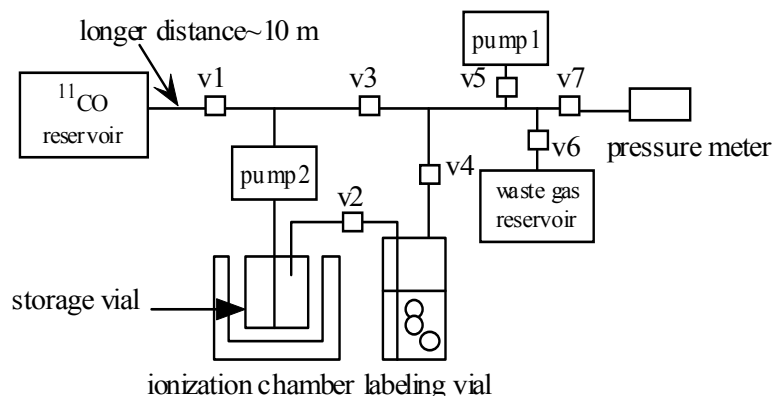 longer distance~10 m
pump1
v1
v3
v5
v7
11CO
reservoir
pressure meter
v6
pump2
v4
waste gas
reservoir
v2
storage vial
ionization chamber labeling vial